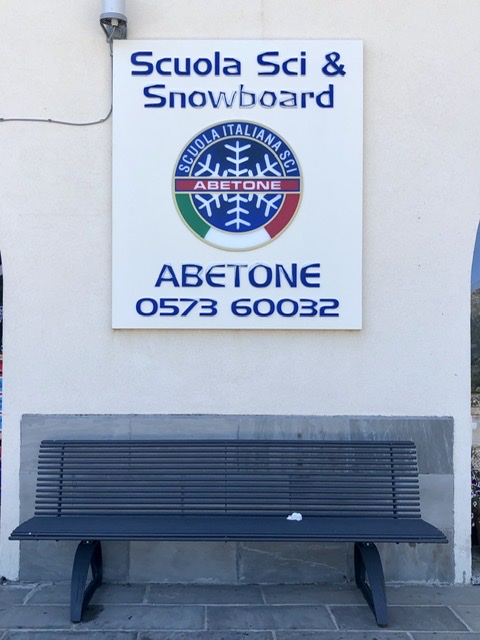 Scuola Sci &
Snowboard
SCUOLA ITALIANA SCI
ABETONE
ABETONE
0573 60032